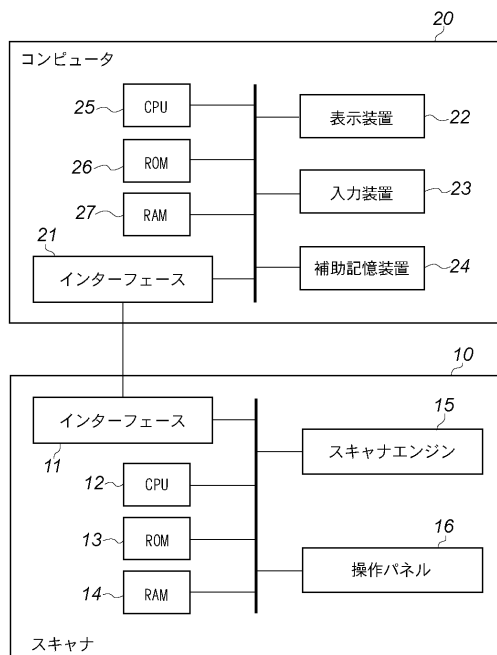 20
コンピュータ
25
CPU
表示装置
22
26
ROM
入力装置
23
27
RAM
21
インターフェース
補助記憶装置
24
10
インターフェース
11
15
スキャナエンジン
12
CPU
13
ROM
16
操作パネル
14
RAM
スキャナ